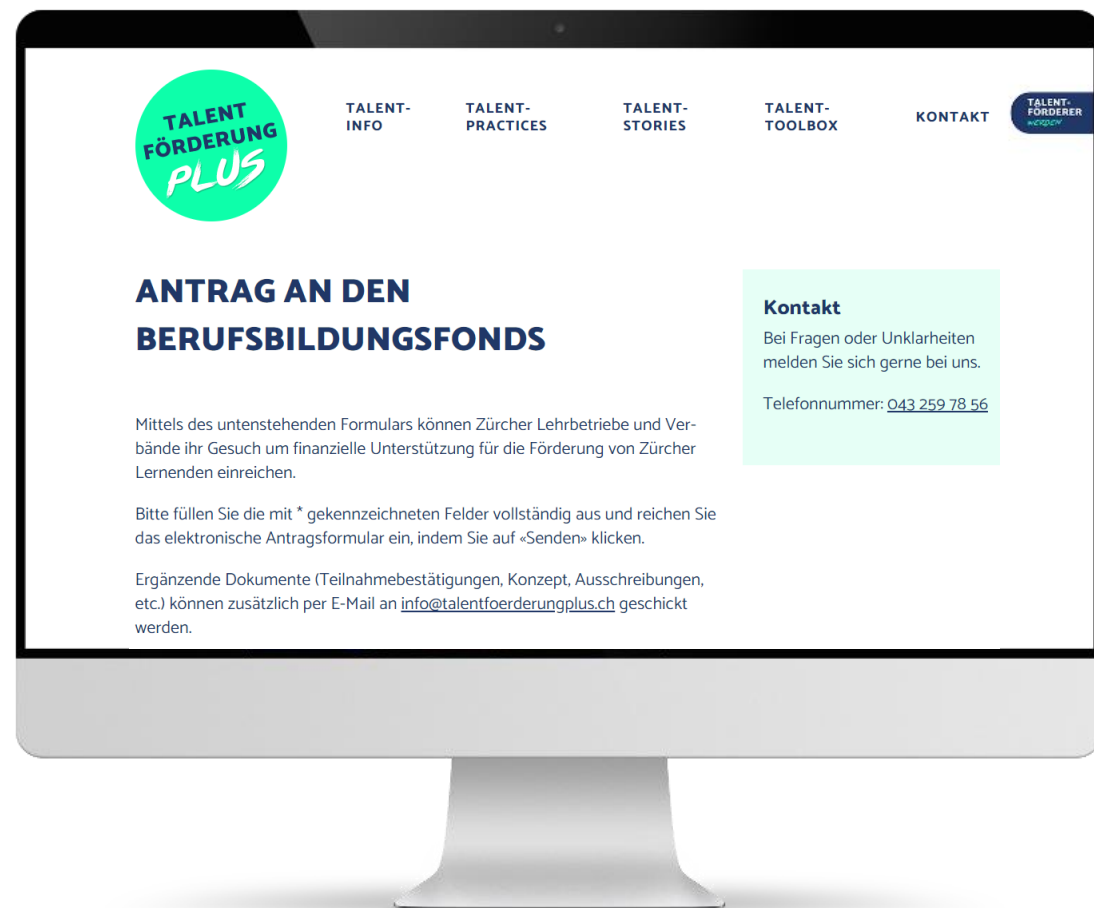 TALENT
FÖRDERUNG
PLUS
TALENT-
INFO
TALENT-
PRACTICES
TALENT-
STORIES
TALENT-
TOOLBOX
KONTAKT
TALENT-
FÖRDERER
WERDEN
ANTRAG AN DEN
BERUFSBILDUNGSFONDS
Mittels des untenstehenden Formulars können Zürcher Lehrbetriebe und Ver-
bände ihr Gesuch um finanzielle Unterstützung für die Förderung von Zürcher
Lernenden einreichen.
Bitte füllen Sie die mit * gekennzeichneten Felder vollständig aus und reichen Sie
das elektronische Antragsformular ein, indem Sie auf «Senden» klicken.
Ergänzende Dokumente (Teilnahmebestätigungen, Konzept, Ausschreibungen,
etc.) können zusätzlich per E-Mail an info@talentfoerderungplus.ch geschickt
werden.
Kontakt
Bei Fragen oder Unklarheiten
melden Sie sich gerne bei uns.
Telefonnummer: 043 259 78 56